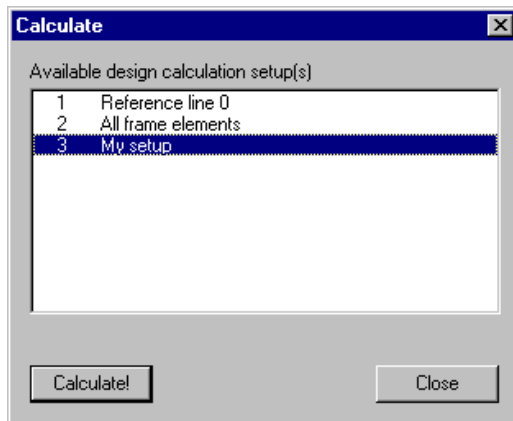 Calculate
Available design calculation setup(s)
1 Reference line 0
2 All frame elements
3 My setup
Calculate! Close